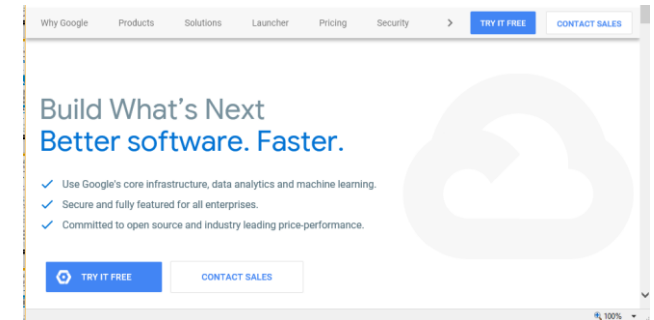 Why Google Products Solutions Launcher Pricing Security > TRY IT FREE CONTACT SALES
Build What's Next
Better software. Faster.
Use Google's core infrastructure, data analytics and machine learning.
Secure and fully featured for all enterprises.
Committed to open source and industry leading price-performance.
TRY IT FREE CONTACT SALES
100%